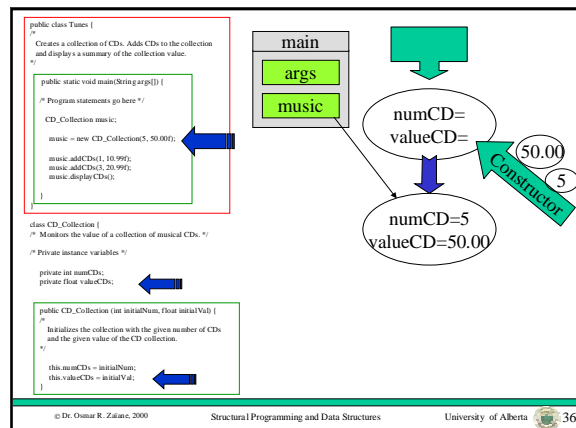 public class Tunes {
/*
Creates a collection of CDs. Adds CDs to the collection
and displays a summary of the collection value.
*/
public static void main(String args[]) {
/* Program statements go here */
CD_Collection music;
music = new CD_Collection(5, 50.00f);
music.addCDs(1, 10.99f);
music.addCDs(3, 20.99f);
music.displayCDs();
}
}
class CD_Collection {
/* Monitors the value of a collection of musical CDs. */
/* Private instance variables */
private int numCDs;
private float valueCDs;
public CD_Collection (int initialNum, float initialVal) {
/*
Initializes the collection with the given number of CDs
and the given value of the CD collection.
*/
this.numCDs = initialNum;
this.valueCDs = initialVal;
}
main
args
music
numCD=
valueCD=
50.00
5
Constructor
numCD=5
valueCD=50.00
© Dr. Osmar R. Zaïane, 2000
Structural Programming and Data Structures
University of Alberta
36